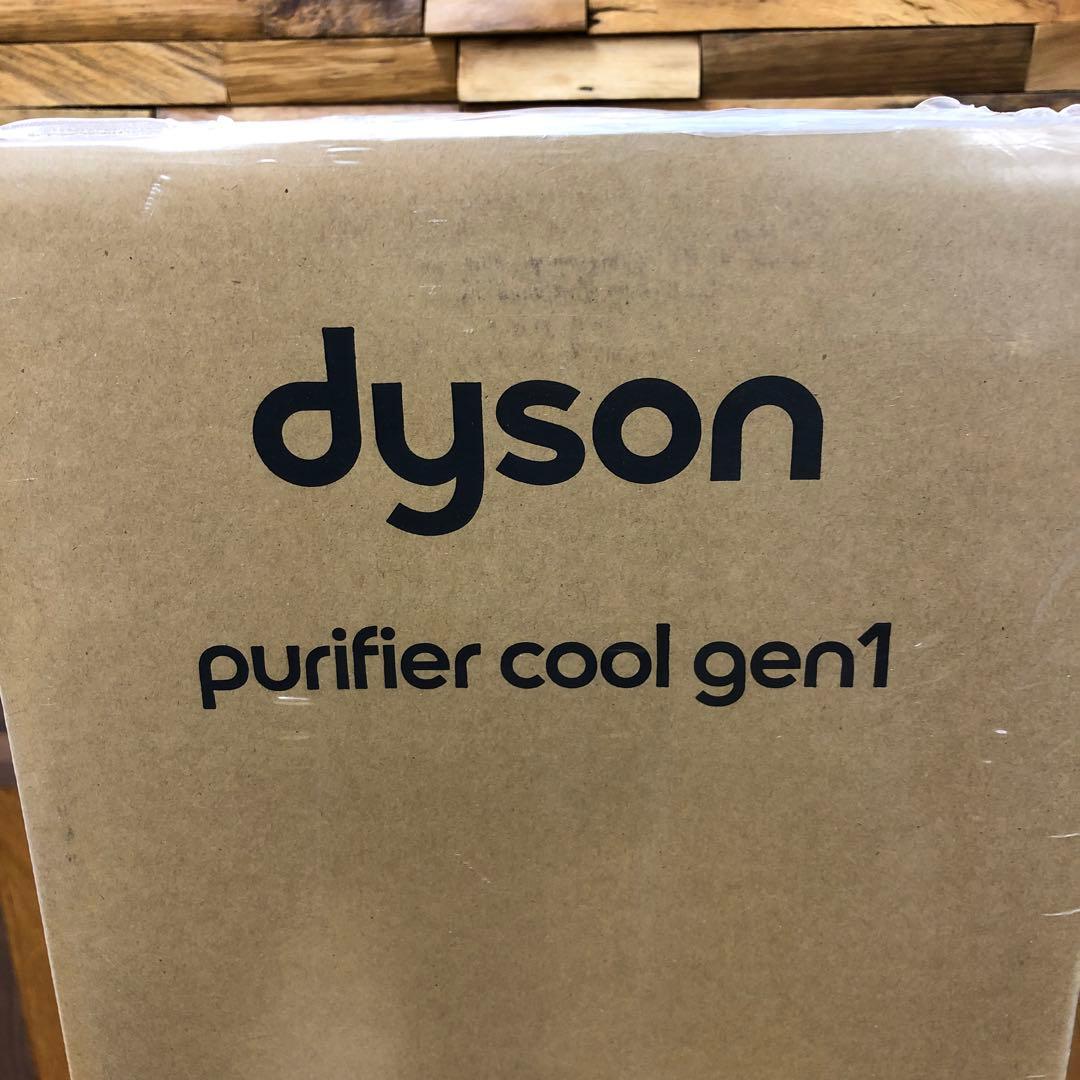 dyson
purifier cool gen1